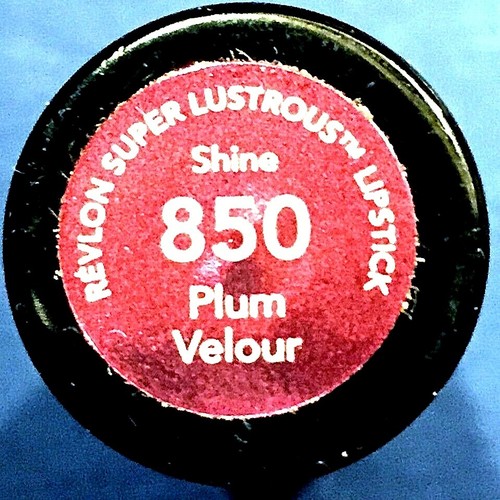 REVLON SUPER LUSTROUS™ LIPSTICK
Shine
850
Plum
Velour